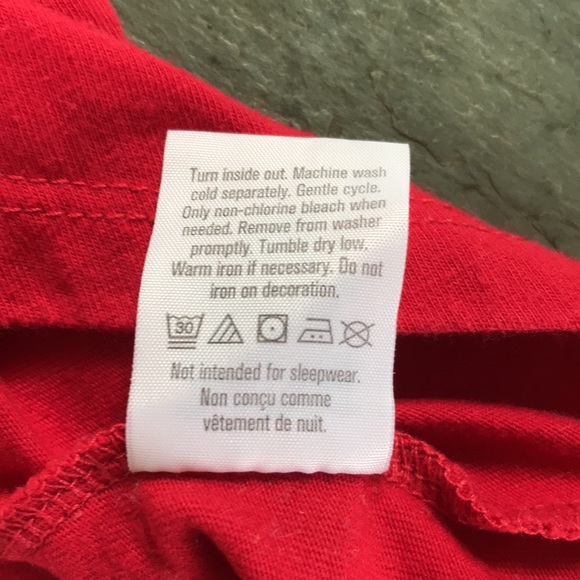 Turn inside out. Machine wash
cold separately. Gentle cycle.
Only non-chlorine bleach when
needed. Remove from washer
promptly. Tumble dry low.
Warm iron if necessary. Do not
iron on decoration.
30
Not intended for sleepwear.
Non conçu comme
vêtement de nuit.